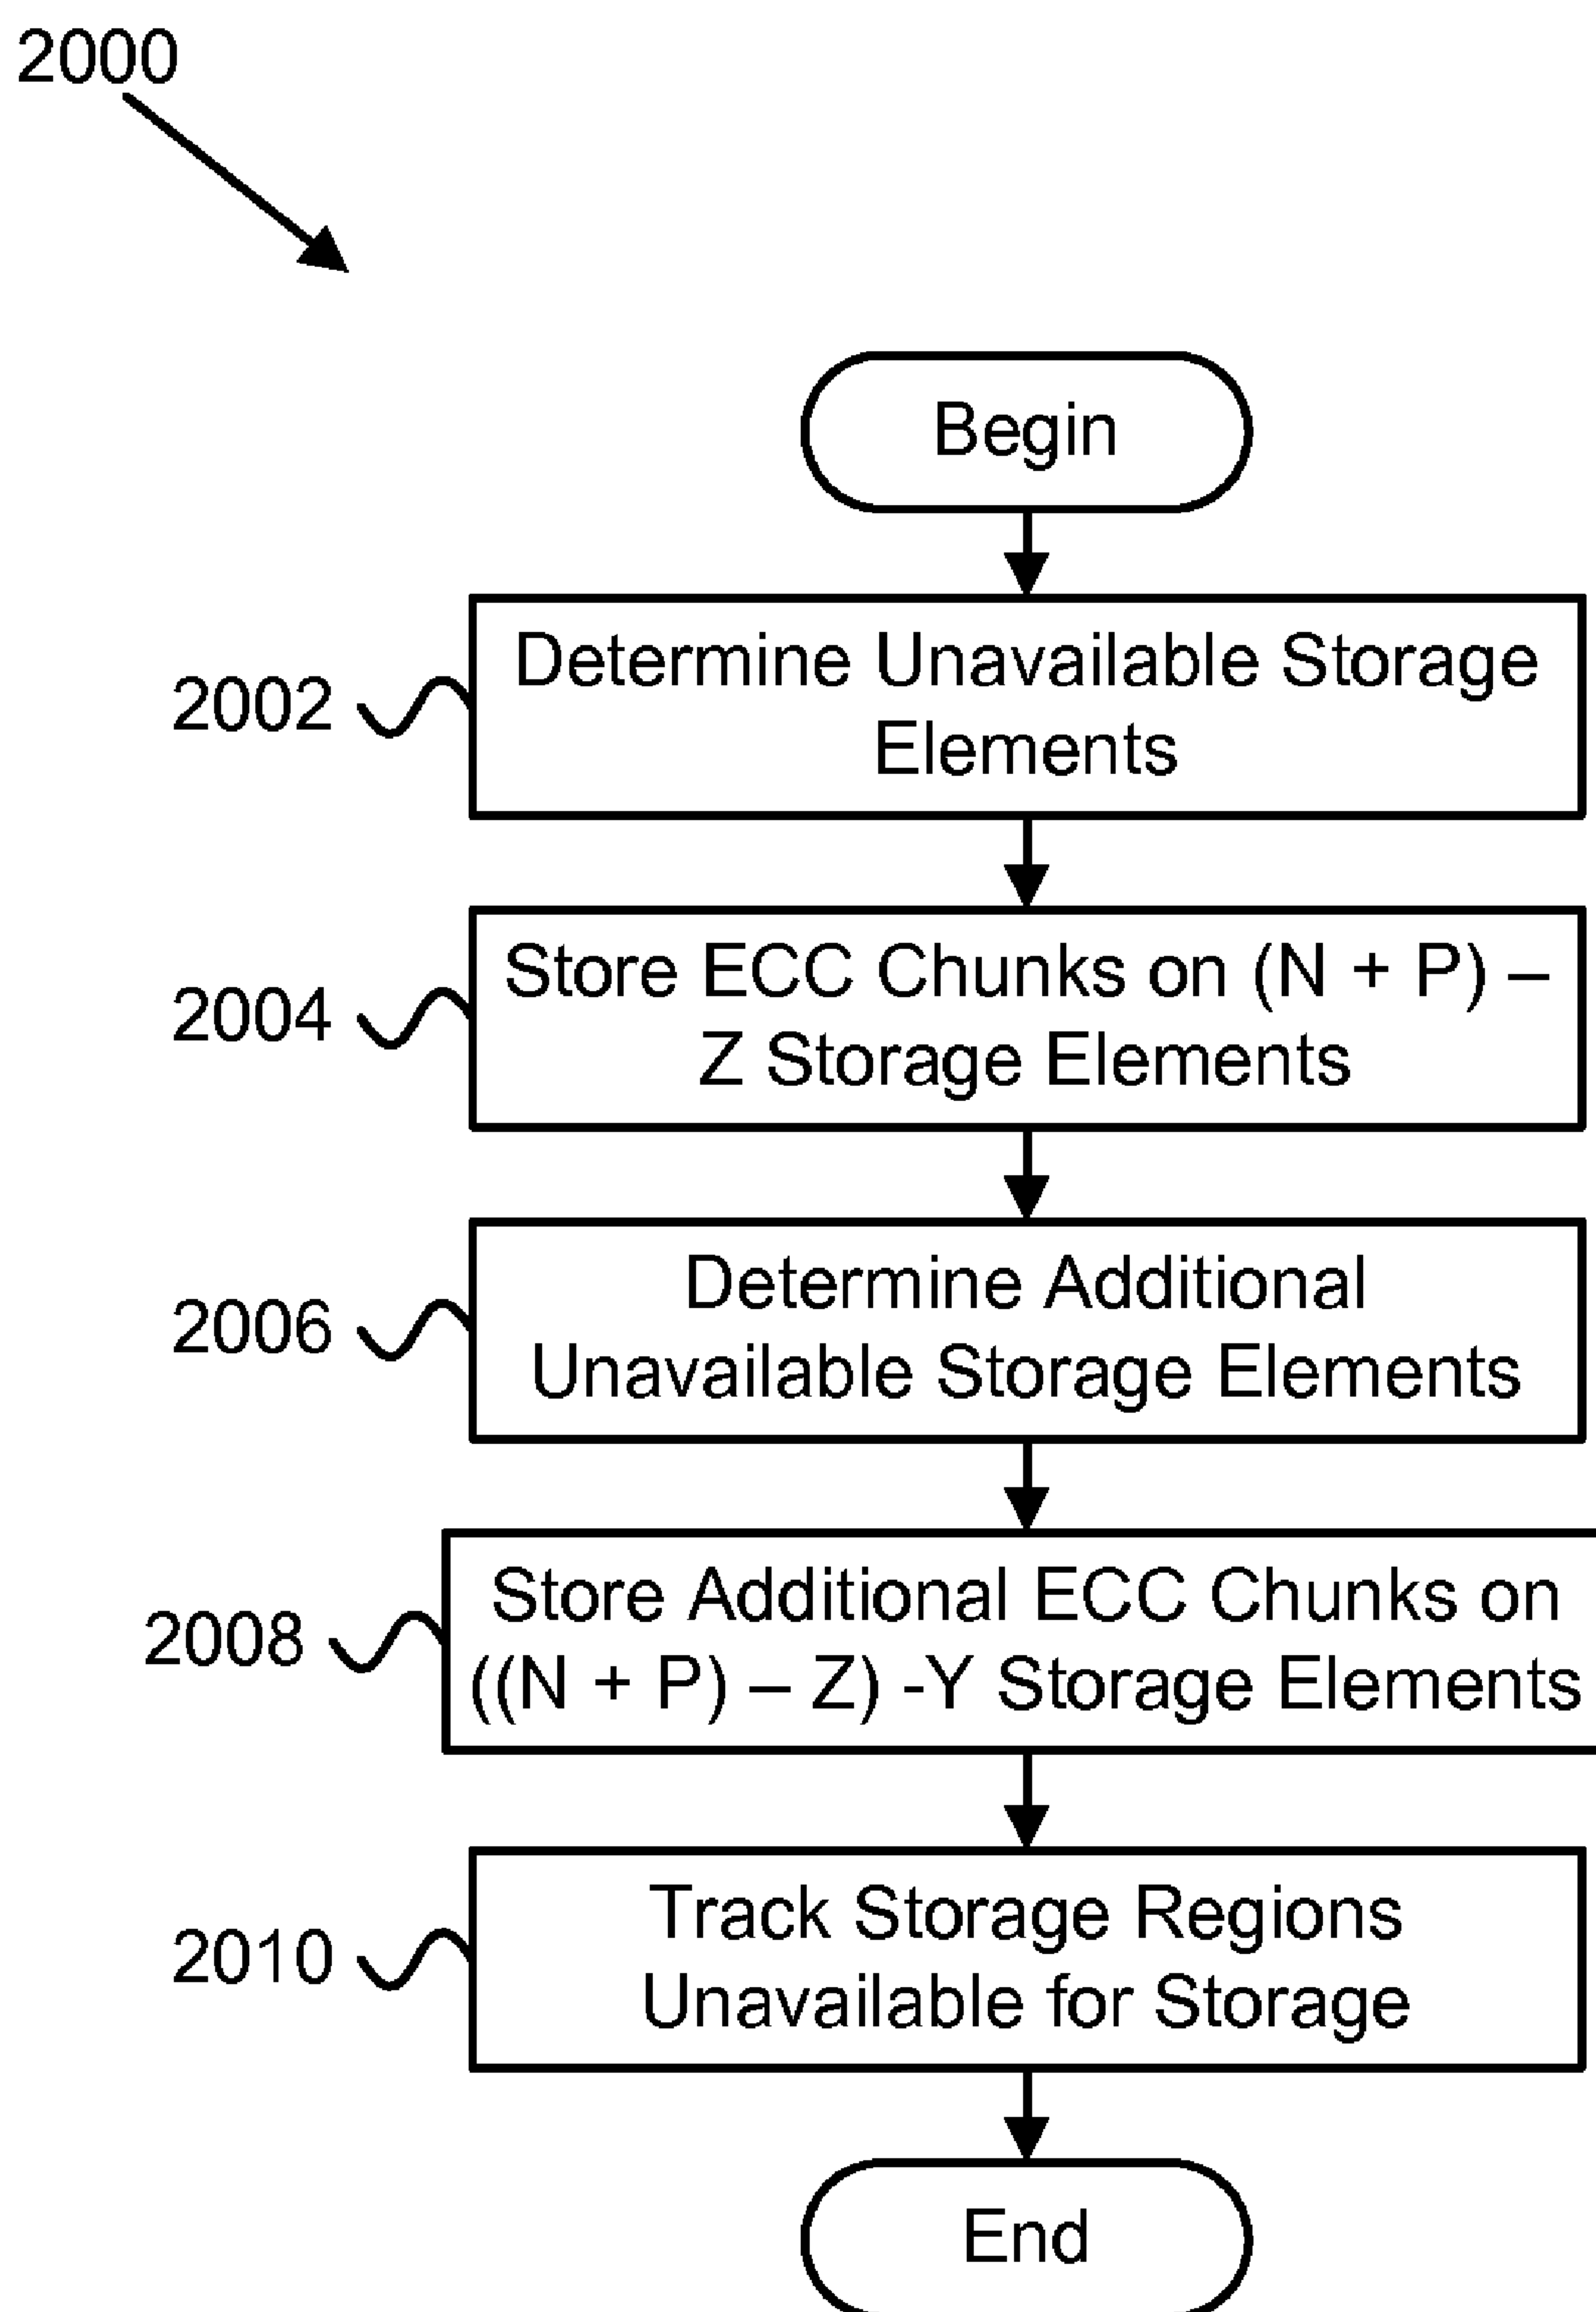 2000
Begin
2002
Determine Unavailable Storage
Elements
2004
Store ECC Chunks on (N + P) –
Z Storage Elements
2006
Determine Additional
Unavailable Storage Elements
2008
Store Additional ECC Chunks on
((N + P) – Z) -Y Storage Elements
2010
Track Storage Regions
Unavailable for Storage
End